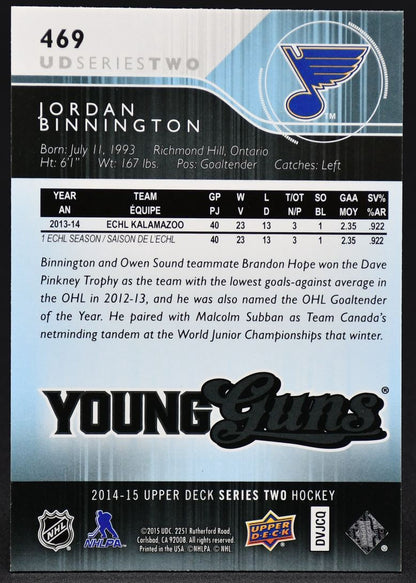 469
UD SERIES TWO
TM
JORDAN
BINNINGTON
Born: July 11, 1993 Richmond Hill, Ontario
Ht: 6'1" Wt: 167 lbs. Pos: Goaltender Catches: Left
YEAR TEAM GP W L T/OT SO GAA SV%
AN ÉQUIPE PJ V D N/P BL MOY %AR
2013-14 ECHL KALAMAZOO 40 23 13 3 1 2.35 .922
1 ECHL SEASON / SAISON DE L'ECHL 40 23 13 3 1 2.35 .922
Binnington and Owen Sound teammate Brandon Hope won the Dave
Pinkney Trophy as the team with the lowest goals-against average in
the OHL in 2012-13, and he was also named the OHL Goaltender
of the Year. He paired with Malcolm Subban as Team Canada's
netminding tandem at the World Junior Championships that winter.
YOUNG Guns®
2014-15 UPPER DECK SERIES TWO HOCKEY
NHL
NHLPA
©2015 UDC. 2251 Rutherford Road,
Carlsbad, CA 92008. All rights reserved.
Printed in the USA. ©NHLPA. © NHL
UPPER DECK
DVJCQ